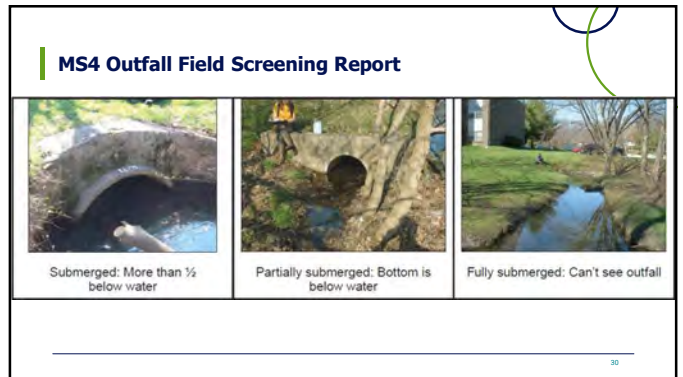 MS4 Outfall Field Screening Report
Submerged: More than ½
below water
Partially submerged: Bottom is
below water
Fully submerged: Can't see outfall
30